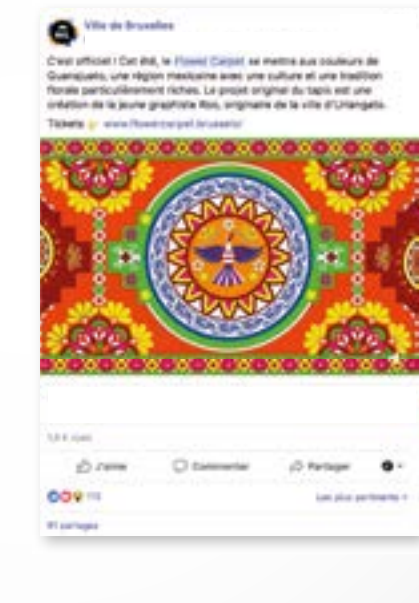 Ville de Bruxelles
C'est officiel ! Cet été, le Flower Carpet se mettra aux couleurs de
Guanajuato, une région mexicaine avec une culture et une tradition
florale particulièrement riches. Le projet original du tapis est une
création de la jeune graphiste Roo, originaire de la ville d'Uriangato.
Tickets 👉 www.flowercarpet.brussels/
J'aime Commenter Partager
Les plus pertinents
91 partages